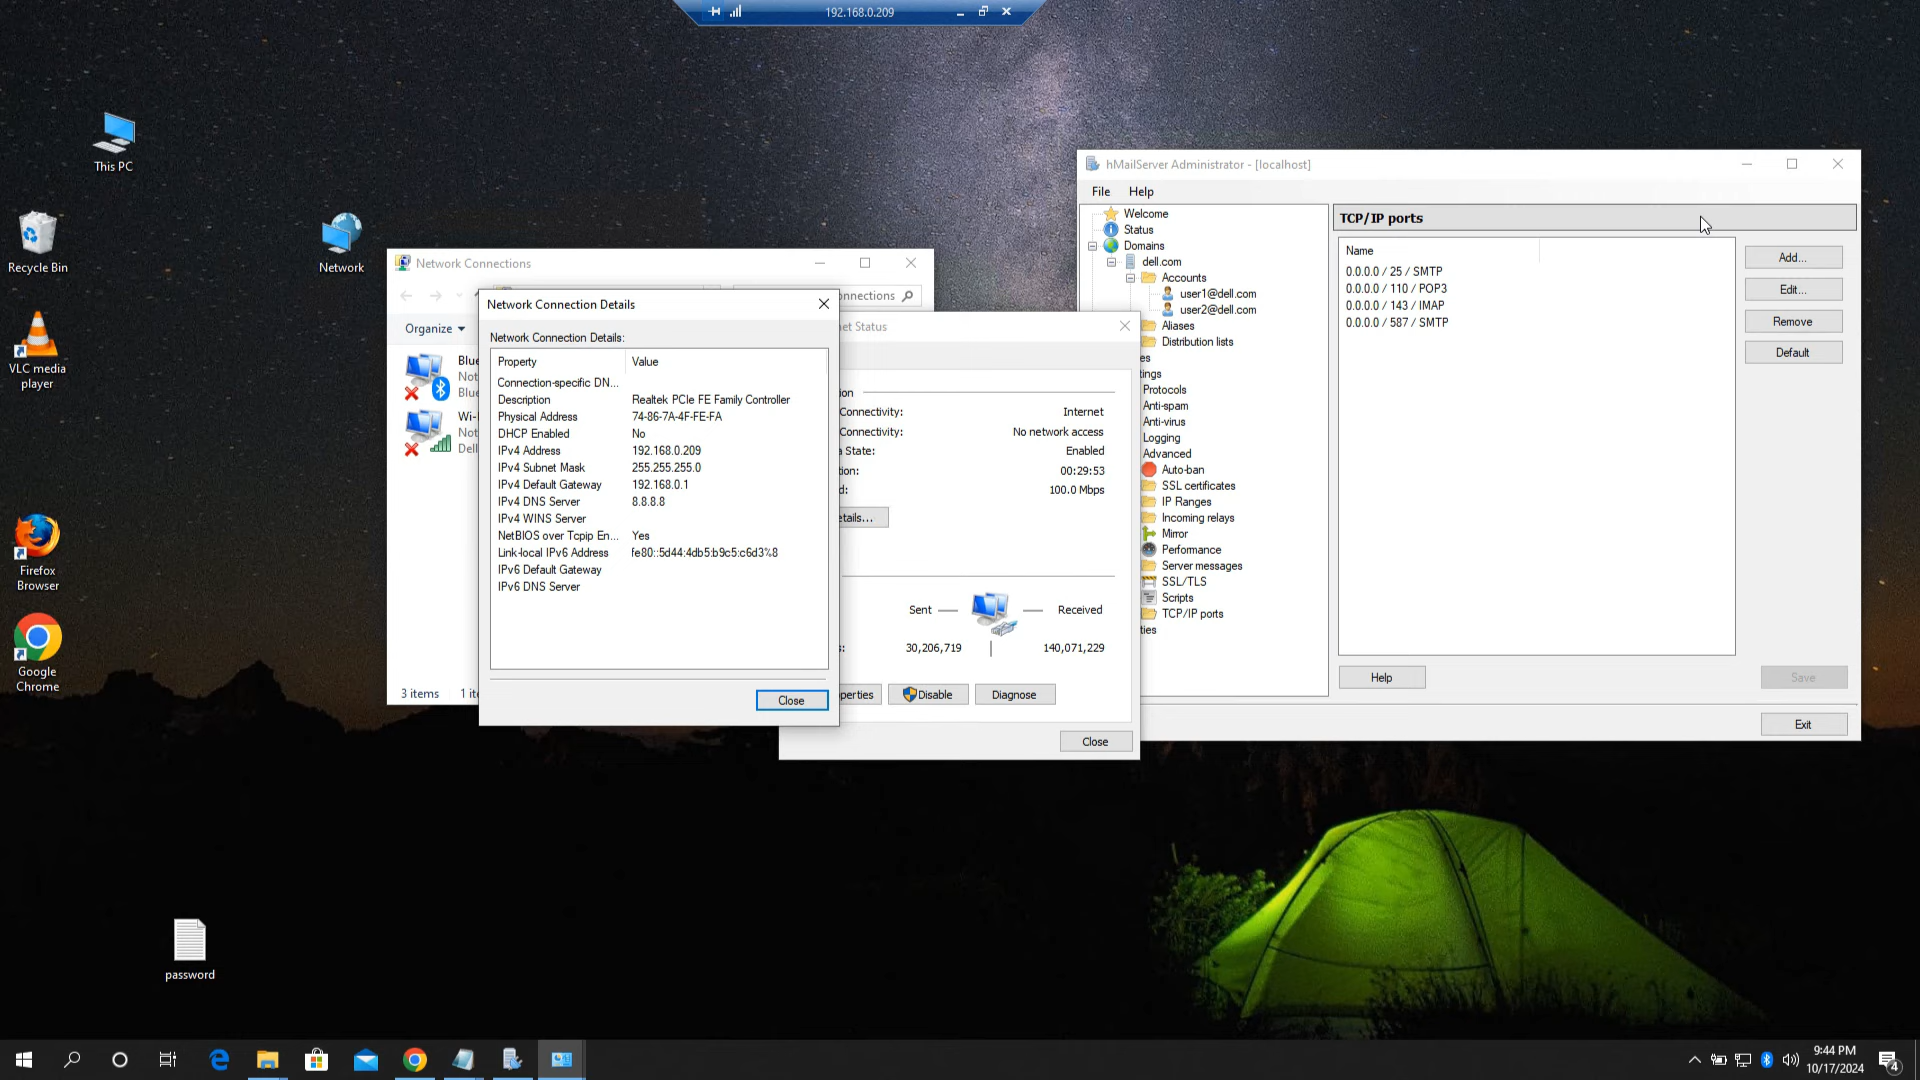 192.168.0.209
This PC
Recycle Bin
Network
VLC media
player
Firefox
Browser
Google
Chrome
password
Network Connections
onnections
Organize
Blue
Not
Blue
Wi-
Not
Dell
3 items
1 ite
Network Connection Details
Network Connection Details:
Property Value
Connection-specific DN...
Description Realtek PCIe FE Family Controller
Physical Address 74-86-7A-4F-FE-FA
DHCP Enabled No
IPv4 Address 192.168.0.209
IPv4 Subnet Mask 255.255.255.0
IPv4 Default Gateway 192.168.0.1
IPv4 DNS Server 8.8.8.8
IPv4 WINS Server
NetBIOS over Tcpip En... Yes
Link-local IPv6 Address fe80::5d44:4db5:b9c5:c6d3%8
IPv6 Default Gateway
IPv6 DNS Server
Close
et Status
ion
Connectivity: Internet
Connectivity: No network access
a State: Enabled
tion: 00:29:53
d: 100.0 Mbps
etails...
Sent Received
s: 30,206,719 140,071,229
perties Disable Diagnose
Close
hMailServer Administrator - [localhost]
File Help
Welcome
Status
Domains
dell.com
Accounts
user1@dell.com
user2@dell.com
Aliases
Distribution lists
es
tings
Protocols
Anti-spam
Anti-virus
Logging
Advanced
Auto-ban
SSL certificates
IP Ranges
Incoming relays
Mirror
Performance
Server messages
SSL/TLS
Scripts
TCP/IP ports
ties
TCP/IP ports
Name
0.0.0.0 / 25 / SMTP
0.0.0.0 / 110 / POP3
0.0.0.0 / 143 / IMAP
0.0.0.0 / 587 / SMTP
Add...
Edit...
Remove
Default
Help
Save
Exit
9:44 PM
10/17/2024
4